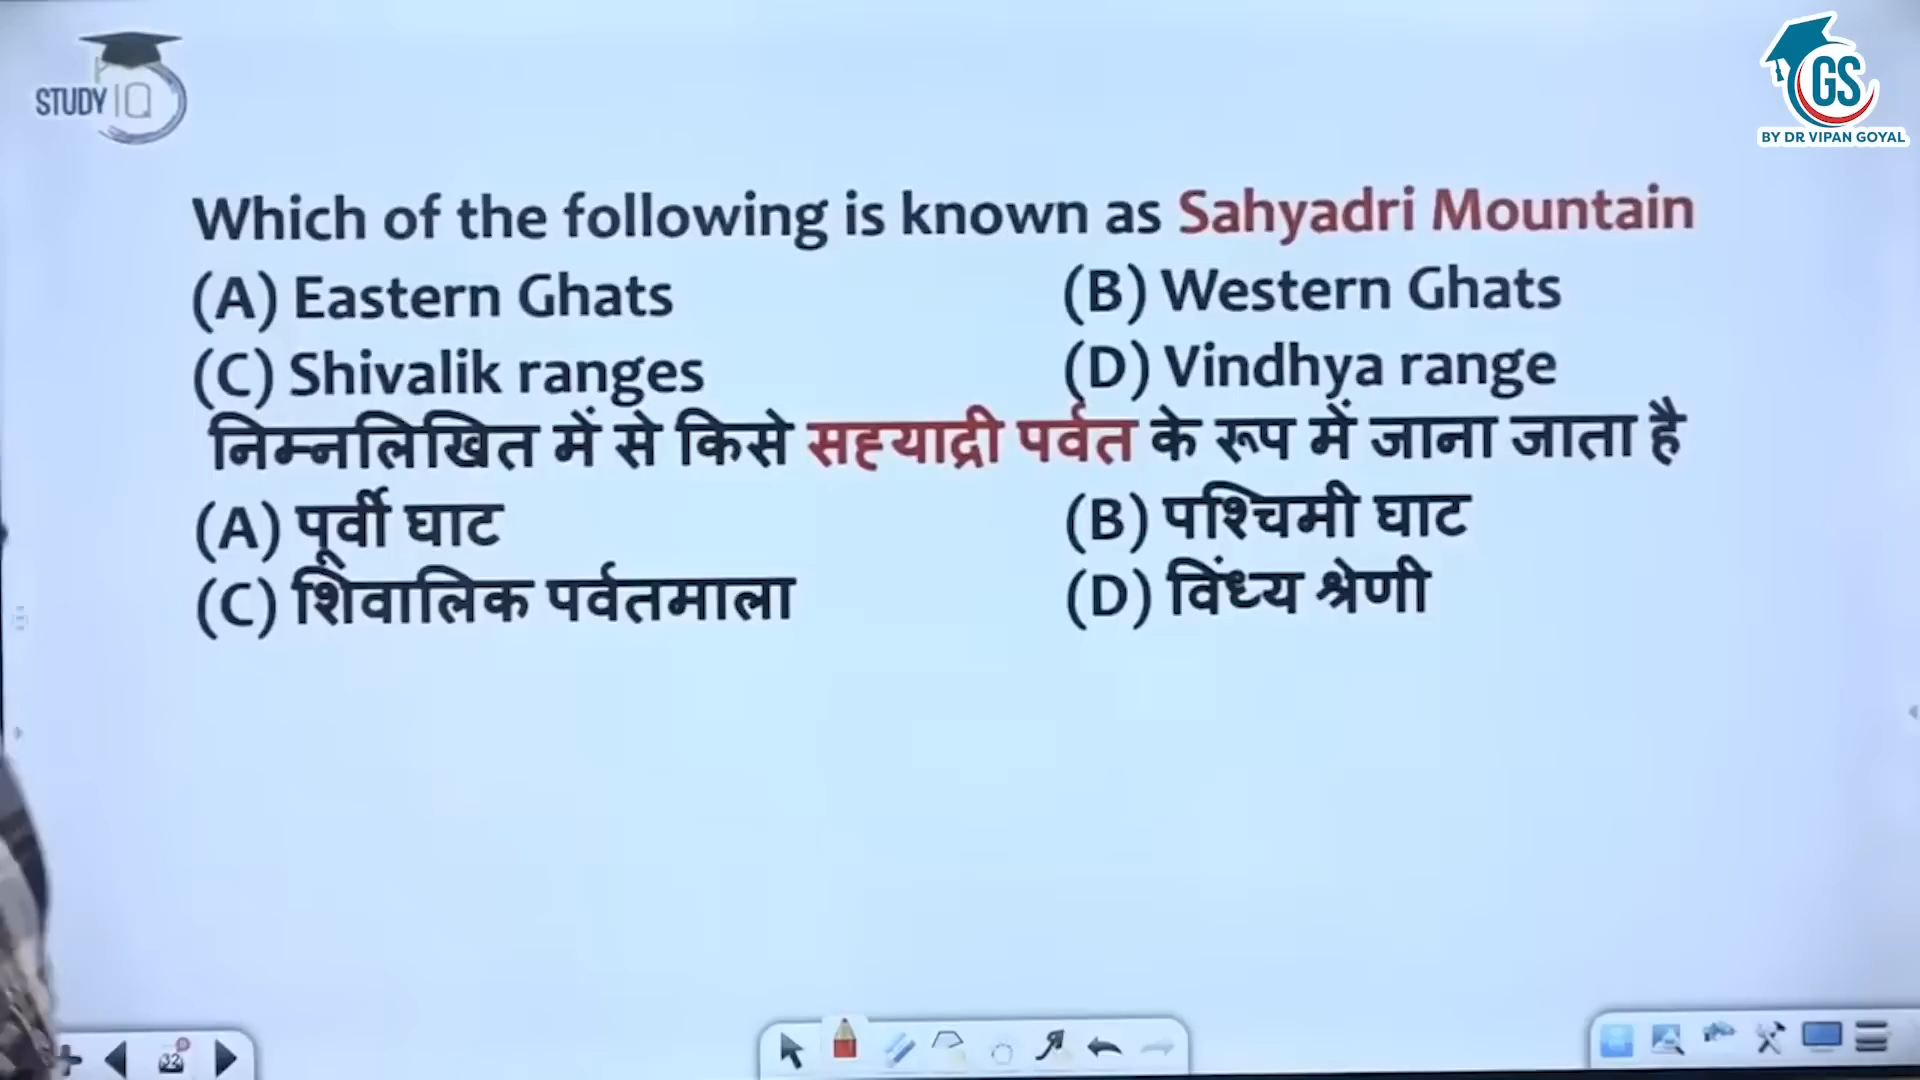 STUDY IQ
GS
BY DR VIPAN GOYAL
Which of the following is known as Sahyadri Mountain
(A) Eastern Ghats (B) Western Ghats
(C) Shivalik ranges (D) Vindhya range
निम्नलिखित में से किसे सह्याद्री पर्वत के रूप में जाना जाता है
(A) पूर्वी घाट (B) पश्चिमी घाट
(C) शिवालिक पर्वतमाला (D) विंध्य श्रेणी
32